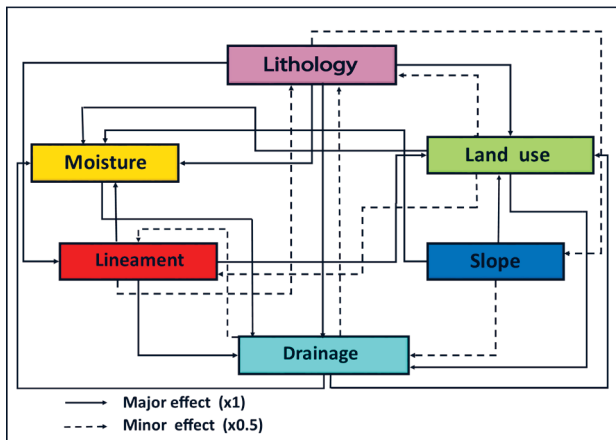 Lithology
Moisture
Land use
Lineament
Slope
Drainage
Major effect (x1)
Minor effect (x0.5)